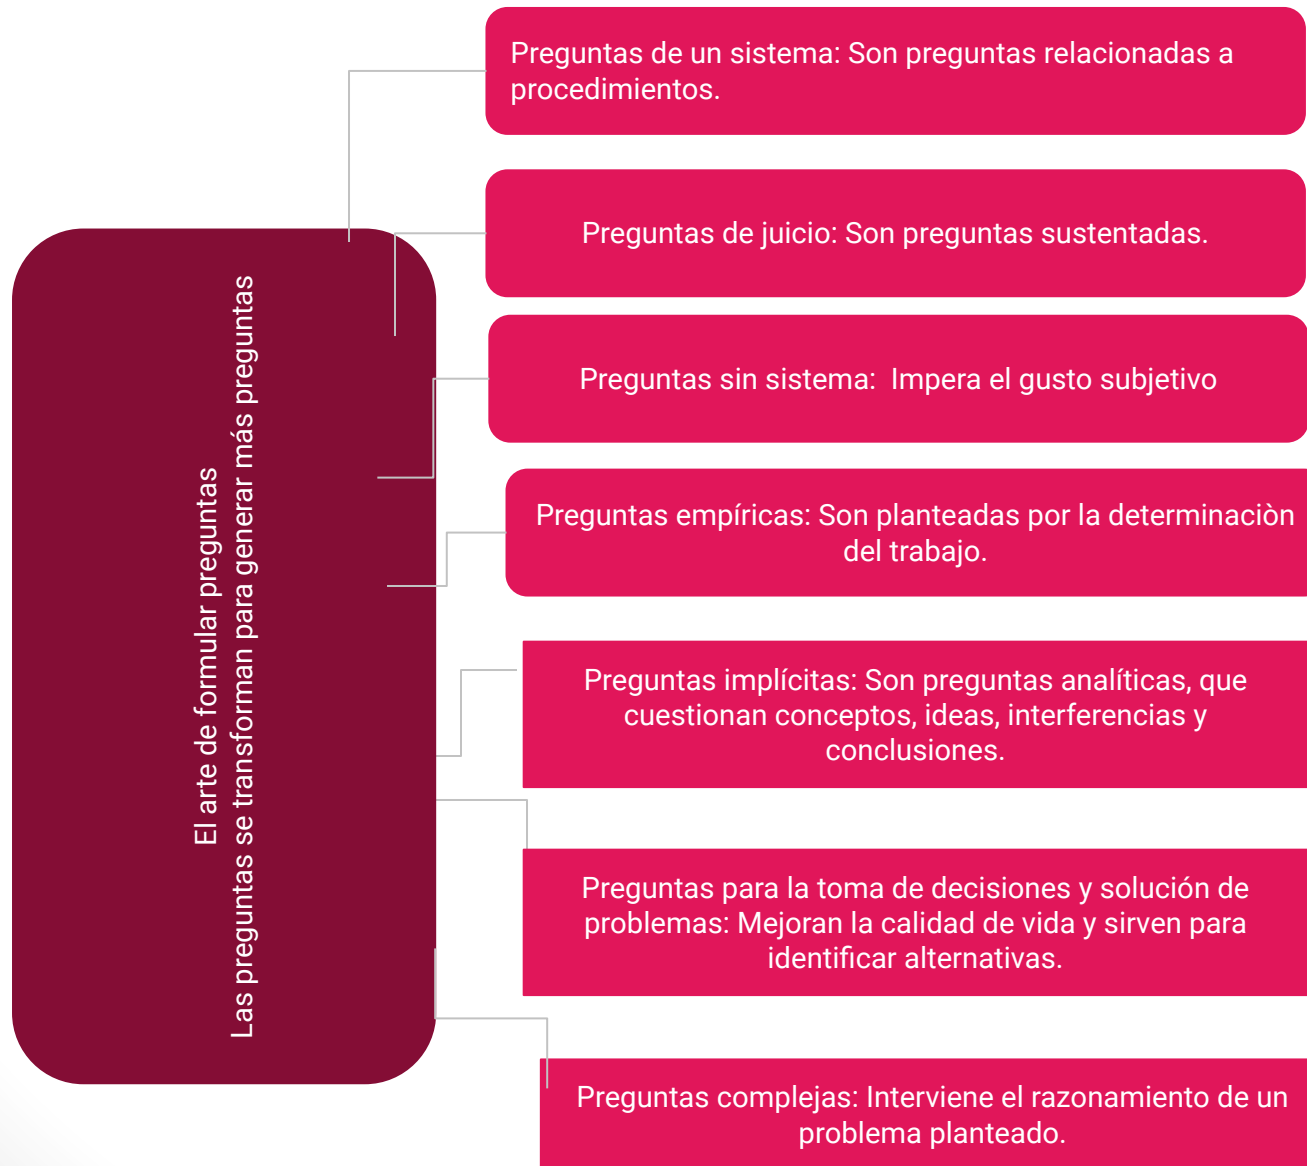 Preguntas de un sistema: Son preguntas relacionadas a
procedimientos.
Preguntas de juicio: Son preguntas sustentadas.
Preguntas sin sistema:  Impera el gusto subjetivo
El arte de formular preguntas
Las preguntas se transforman para generar más preguntas
Preguntas empíricas: Son planteadas por la determinaciòn
del trabajo.
Preguntas implícitas: Son preguntas analíticas, que
cuestionan conceptos, ideas, interferencias y
conclusiones.
Preguntas para la toma de decisiones y solución de
problemas: Mejoran la calidad de vida y sirven para
identificar alternativas.
Preguntas complejas: Interviene el razonamiento de un
problema planteado.